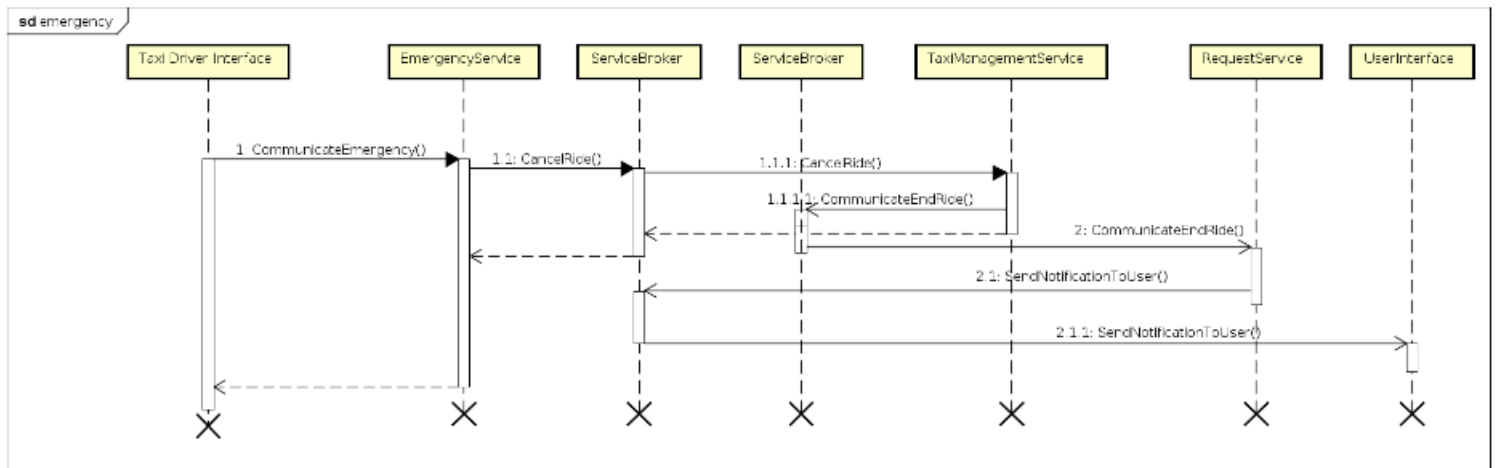 sd emergency
Taxi Driver Interface
EmergencyService
ServiceBroker
ServiceBroker
TaxiManagementService
RequestService
UserInterface
1 CommunicateEmergency()
1.1: CancelRide()
1.1.1: CancelRide()
1.1.1.1: CommunicateEndRide()
2: CommunicateEndRide()
2.1: SendNotificationToUser()
2.1.1: SendNotificationToUser()